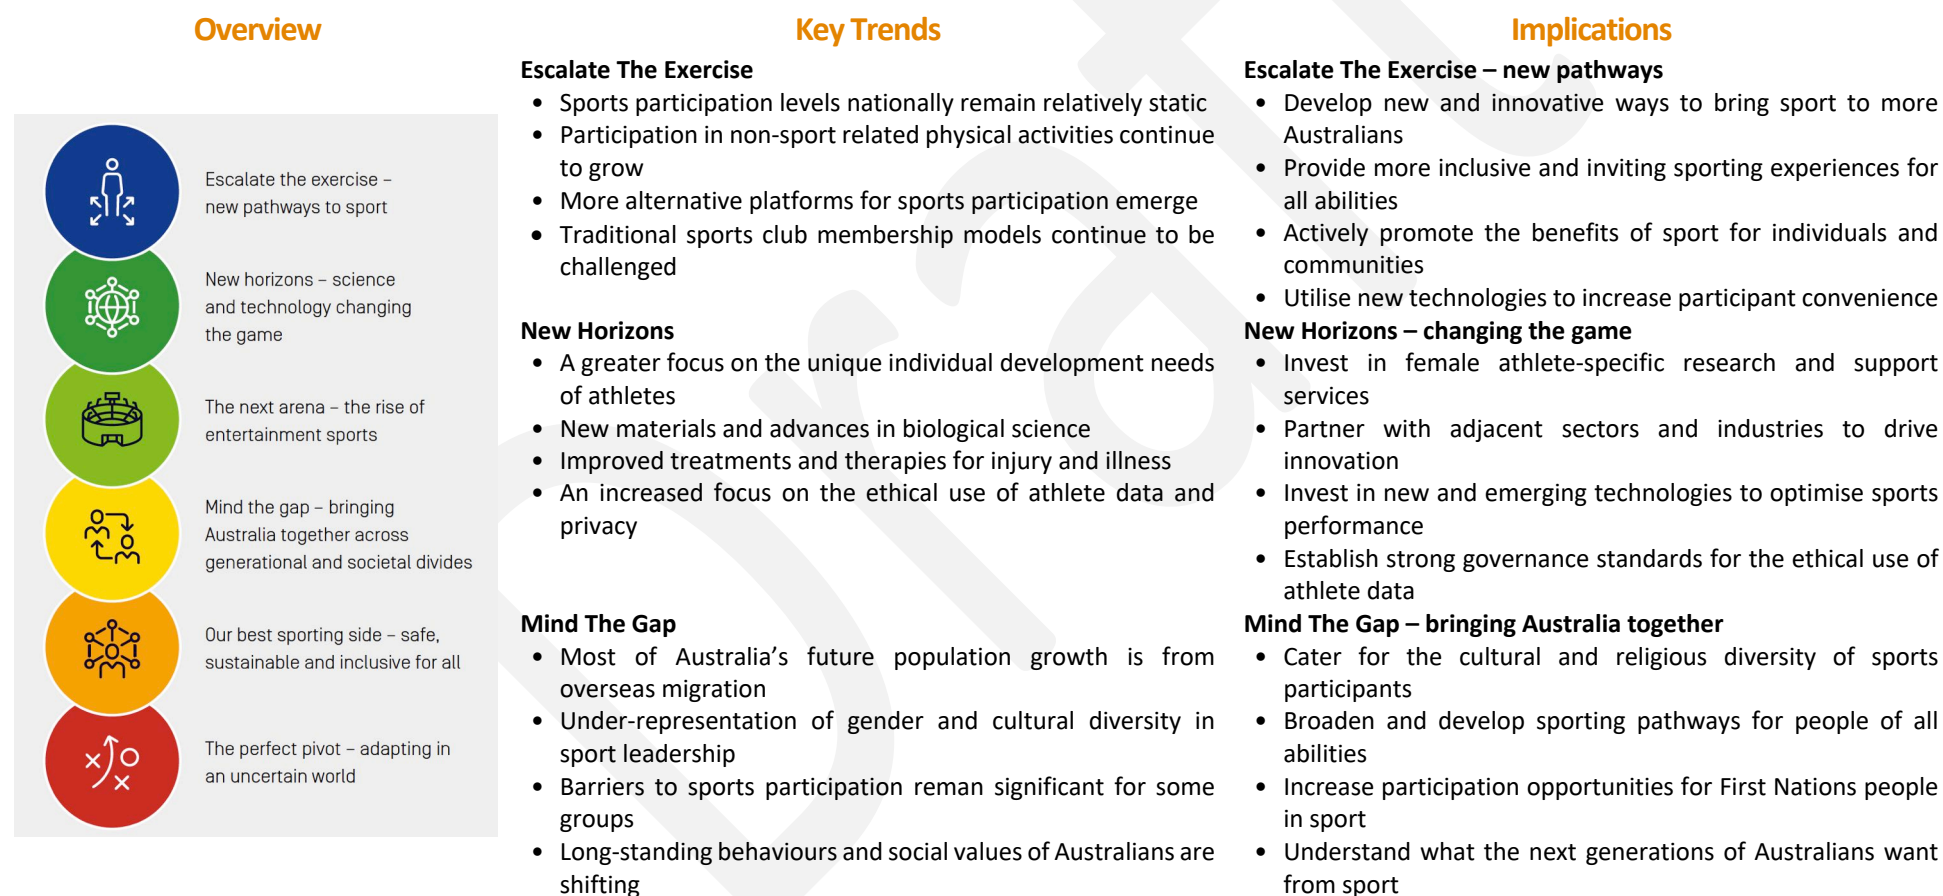 Overview
Escalate the exercise –
new pathways to sport
New horizons – science
and technology changing
the game
The next arena – the rise of
entertainment sports
Mind the gap – bringing
Australia together across
generational and societal divides
Our best sporting side – safe,
sustainable and inclusive for all
The perfect pivot – adapting in
an uncertain world
Key Trends
Escalate The Exercise
• Sports participation levels nationally remain relatively static
• Participation in non-sport related physical activities continue
to grow
• More alternative platforms for sports participation emerge
• Traditional sports club membership models continue to be
challenged
New Horizons
• A greater focus on the unique individual development needs
of athletes
• New materials and advances in biological science
• Improved treatments and therapies for injury and illness
• An increased focus on the ethical use of athlete data and
privacy
Mind The Gap
• Most of Australia's future population growth is from
overseas migration
• Under-representation of gender and cultural diversity in
sport leadership
• Barriers to sports participation reman significant for some
groups
• Long-standing behaviours and social values of Australians are
shifting
Implications
Escalate The Exercise – new pathways
• Develop new and innovative ways to bring sport to more
Australians
• Provide more inclusive and inviting sporting experiences for
all abilities
• Actively promote the benefits of sport for individuals and
communities
• Utilise new technologies to increase participant convenience
New Horizons – changing the game
• Invest in female athlete-specific research and support
services
• Partner with adjacent sectors and industries to drive
innovation
• Invest in new and emerging technologies to optimise sports
performance
• Establish strong governance standards for the ethical use of
athlete data
Mind The Gap – bringing Australia together
• Cater for the cultural and religious diversity of sports
participants
• Broaden and develop sporting pathways for people of all
abilities
• Increase participation opportunities for First Nations people
in sport
• Understand what the next generations of Australians want
from sport
Draft